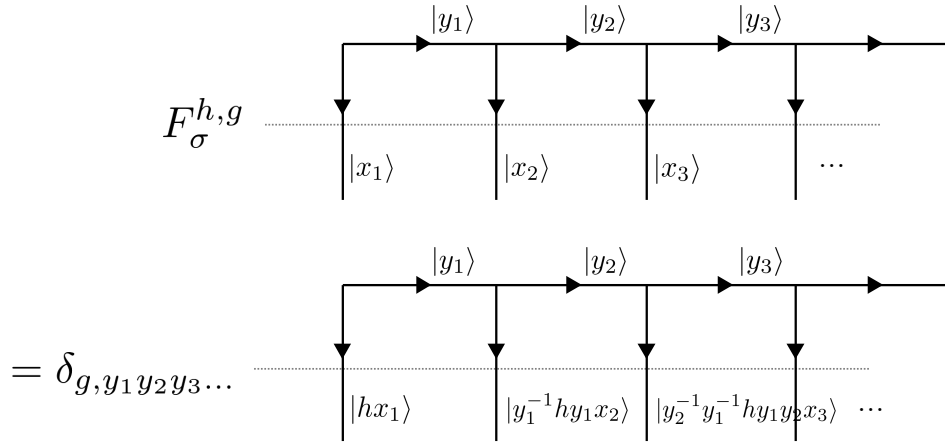 |y₁⟩ |y₂⟩ |y₃⟩
F_σ^{h,g}
|x₁⟩ |x₂⟩ |x₃⟩ ...
|y₁⟩ |y₂⟩ |y₃⟩
= δ_{g,y₁y₂y₃...}
|hx₁⟩ |y₁⁻¹hy₁x₂⟩ |y₂⁻¹y₁⁻¹hy₁y₂x₃⟩ ...